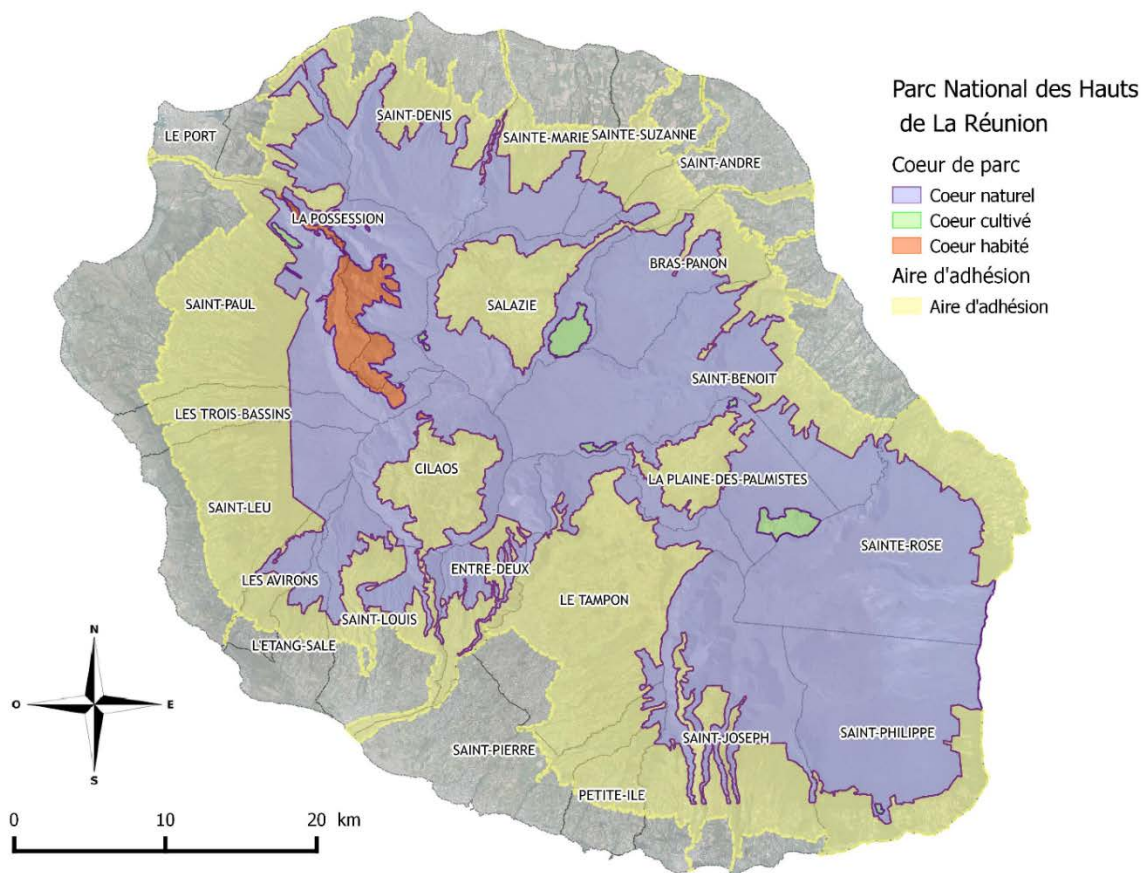 Parc National des Hauts
de La Réunion
Coeur de parc
Coeur naturel
Coeur cultivé
Coeur habité
Aire d'adhésion
Aire d'adhésion
SAINT-DENIS
LE PORT
SAINTE-MARIE
SAINTE-SUZANNE
SAINT-ANDRE
LA POSSESSION
BRAS-PANON
SAINT-PAUL
SALAZIE
SAINT-BENOIT
LES TROIS-BASSINS
CILAOS
LA PLAINE-DES-PALMISTES
SAINT-LEU
SAINTE-ROSE
ENTRE-DEUX
LES AVIRONS
LE TAMPON
SAINT-LOUIS
L'ETANG-SALE
SAINT-PHILIPPE
SAINT-JOSEPH
SAINT-PIERRE
PETITE-ILE
N
O
E
S
0 10 20 km